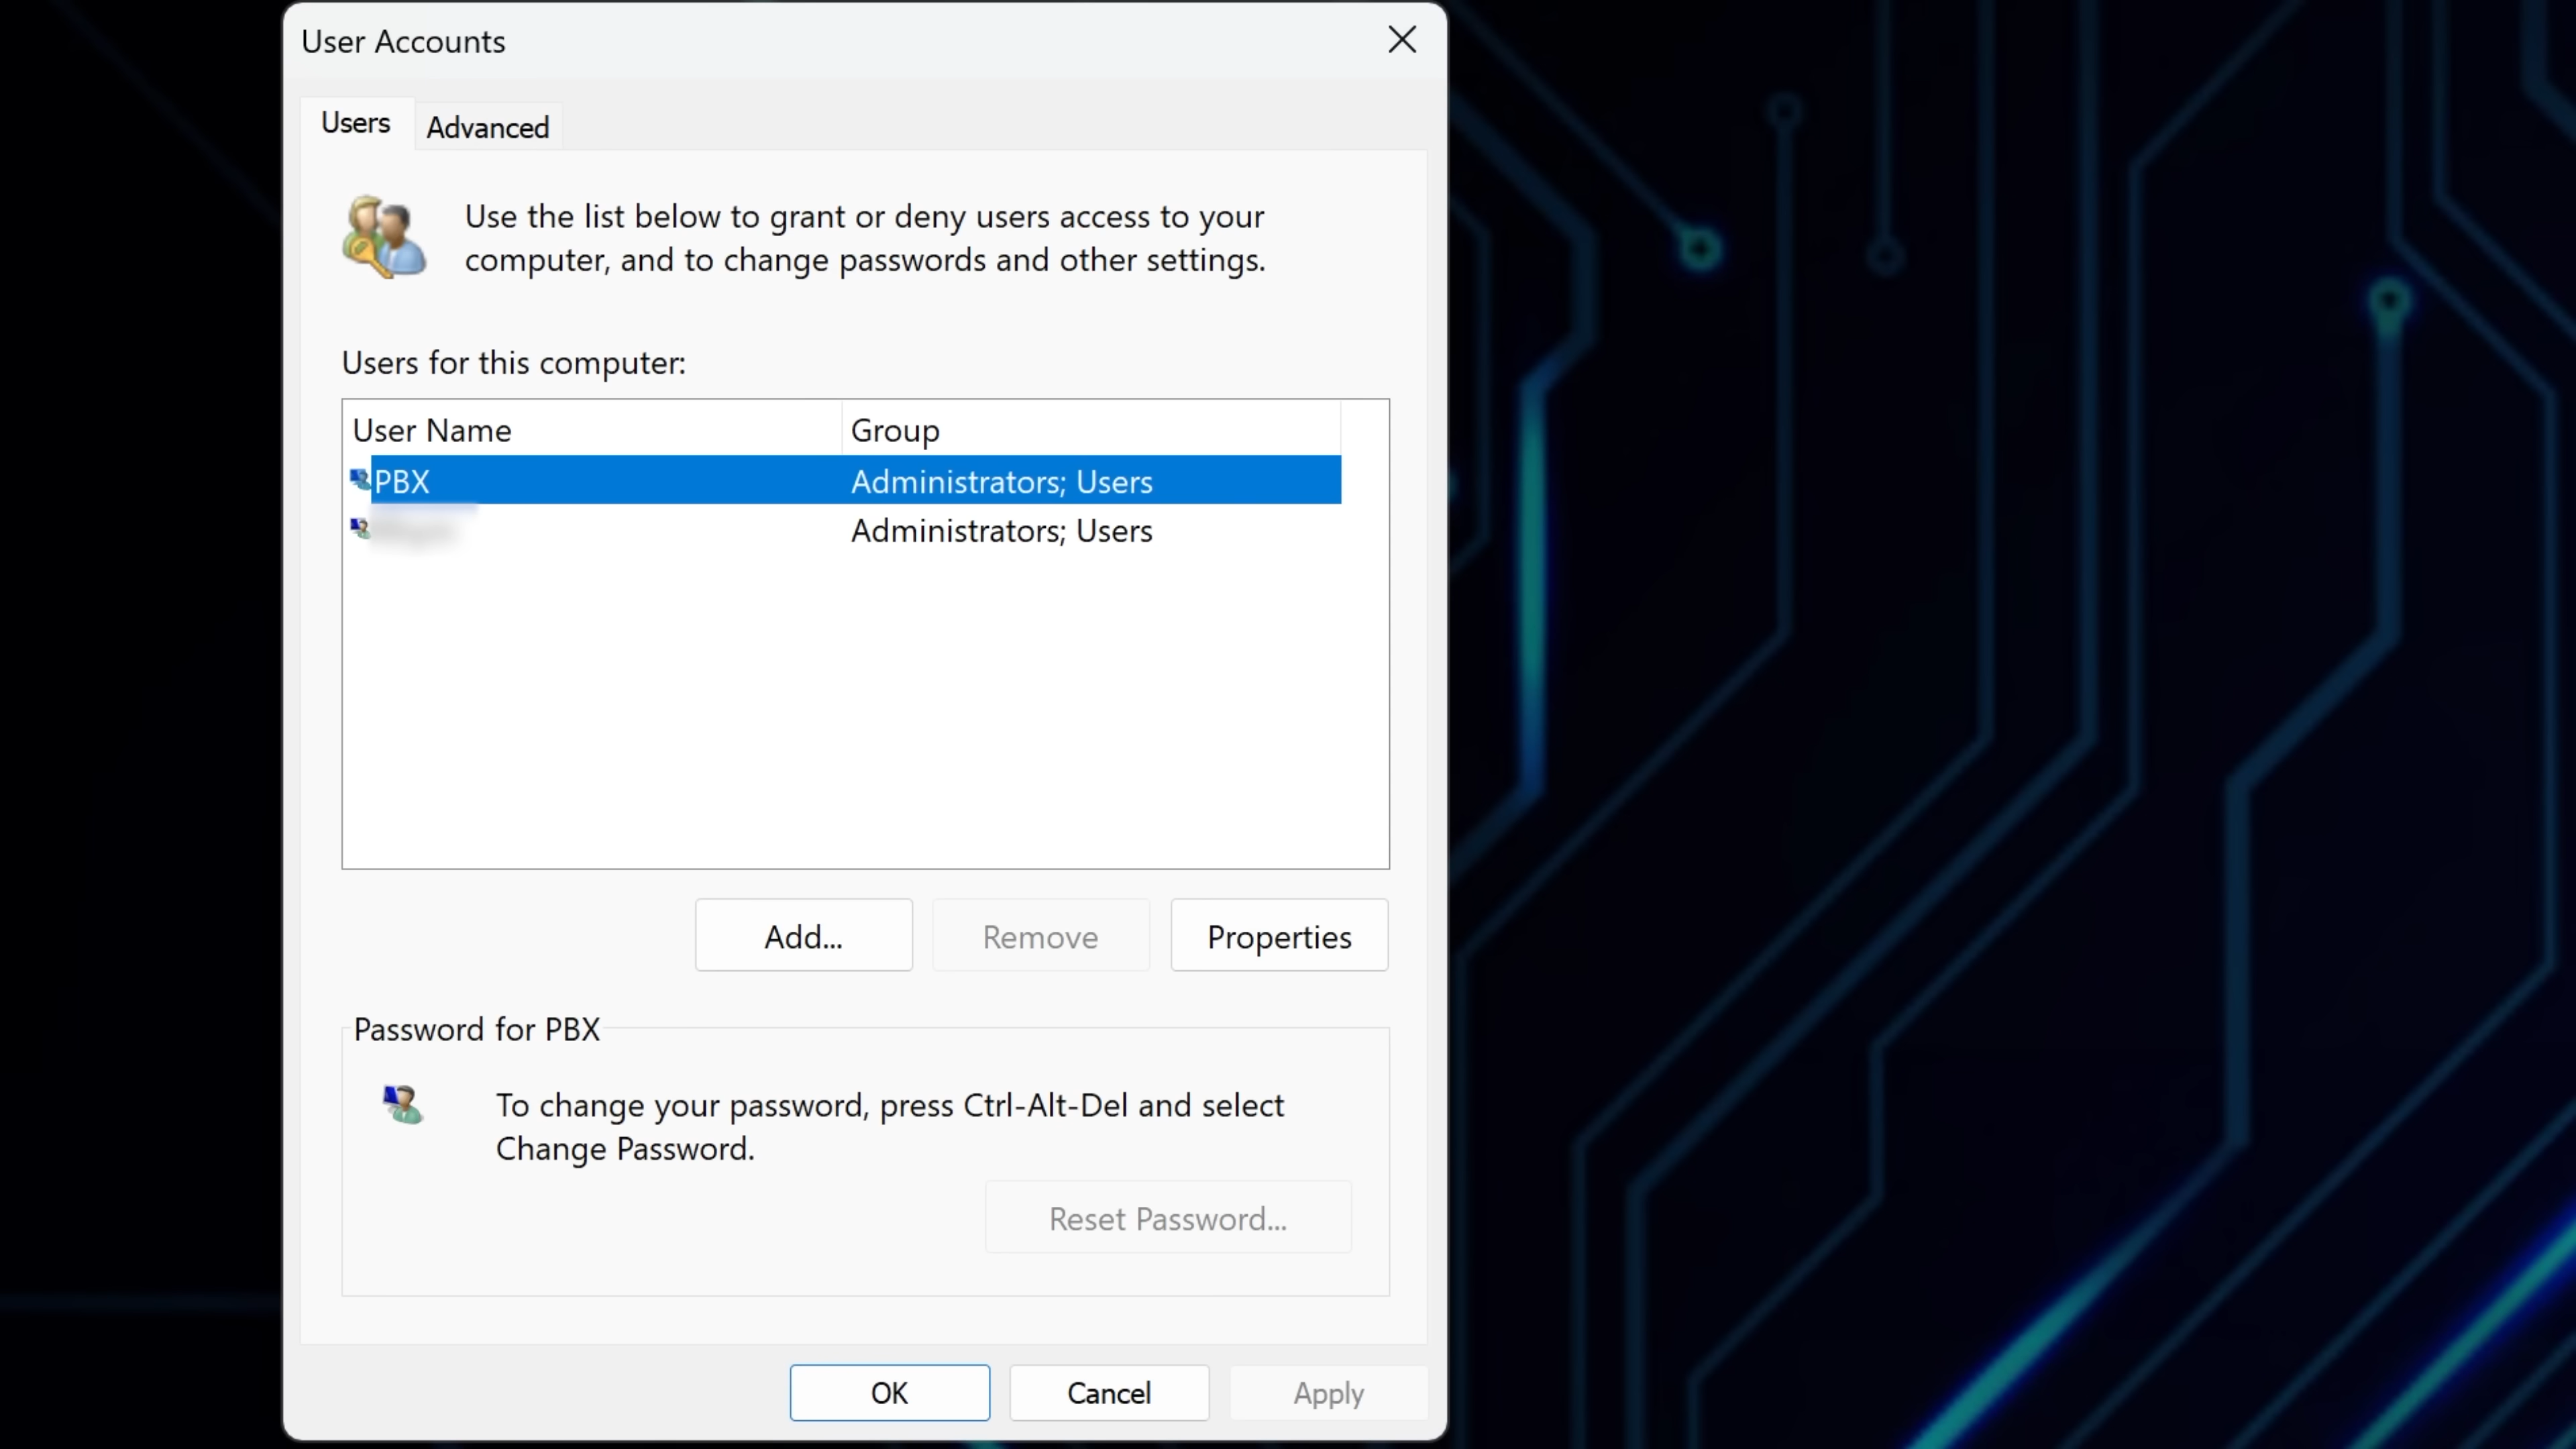 User Accounts
Users
Advanced
Use the list below to grant or deny users access to your
computer, and to change passwords and other settings.
Users for this computer:
User Name Group
PBX Administrators; Users
Administrators; Users
Add...
Remove
Properties
Password for PBX
To change your password, press Ctrl-Alt-Del and select
Change Password.
Reset Password...
OK
Cancel
Apply